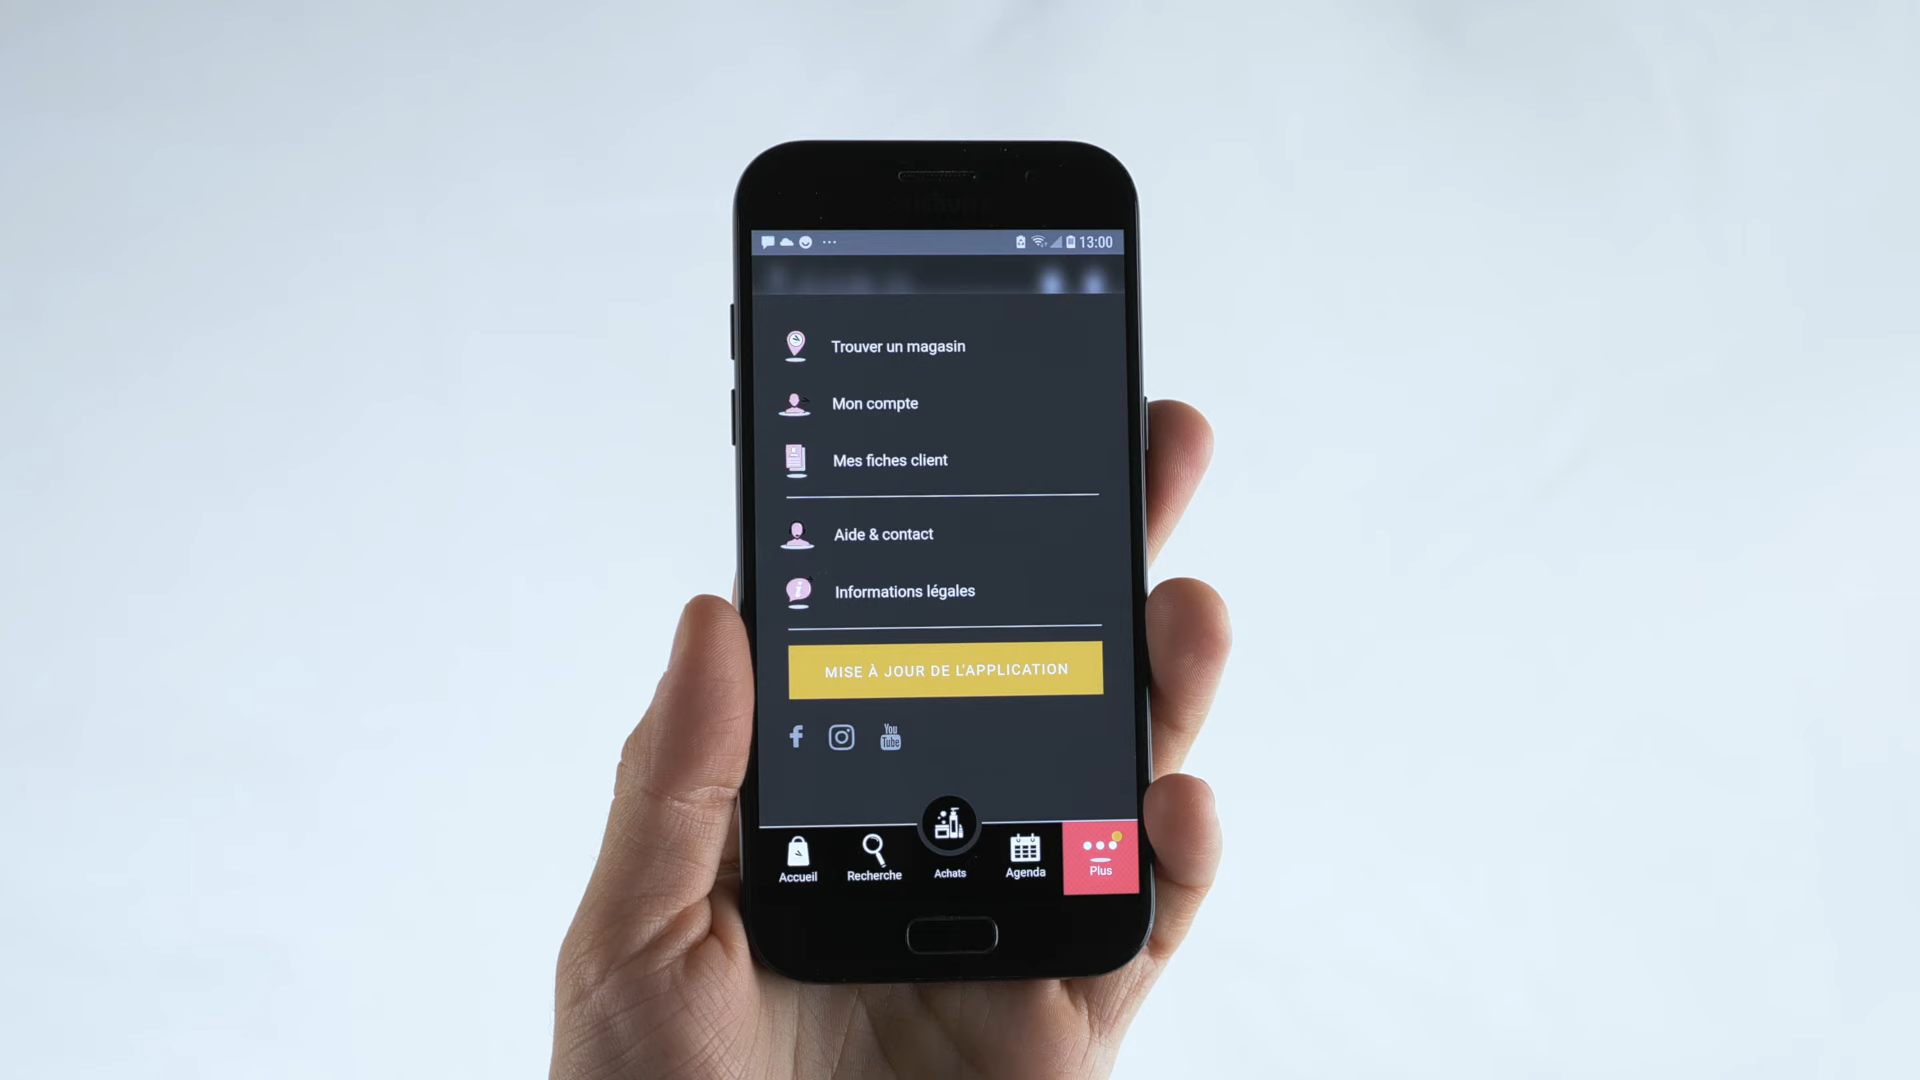 13:00
Trouver un magasin
Mon compte
Mes fiches client
Aide & contact
Informations légales
MISE À JOUR DE L'APPLICATION
You
Tube
Accueil
Recherche
Achats
Agenda
Plus